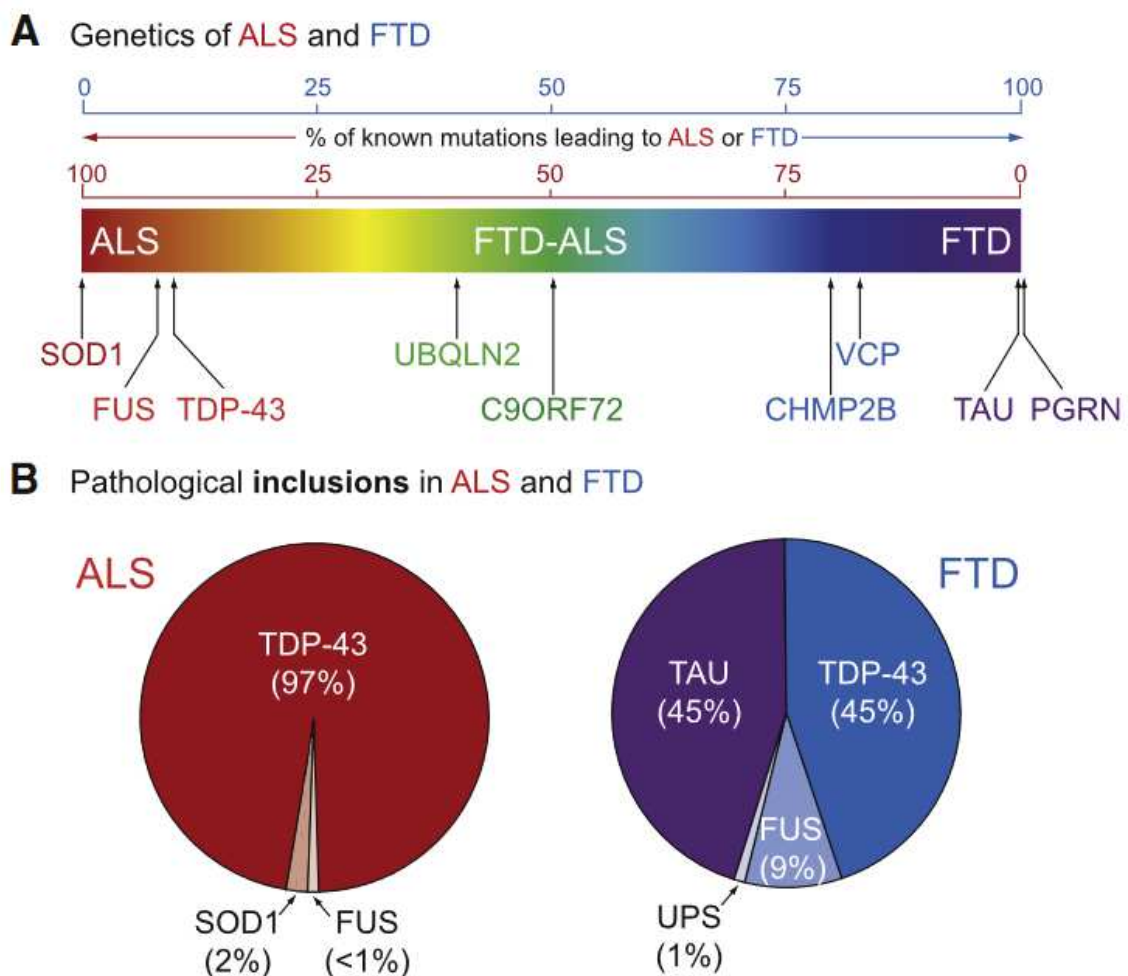 A Genetics of ALS and FTD
0 25 50 75 100
% of known mutations leading to ALS or FTD
100 25 50 75 0
ALS FTD-ALS FTD
SOD1 UBQLN2 VCP
FUS TDP-43 C9ORF72 CHMP2B TAU PGRN
B Pathological inclusions in ALS and FTD
ALS FTD
TDP-43
(97%)
SOD1 FUS
(2%) (<1%)
TAU TDP-43
(45%) (45%)
FUS
(9%)
UPS
(1%)